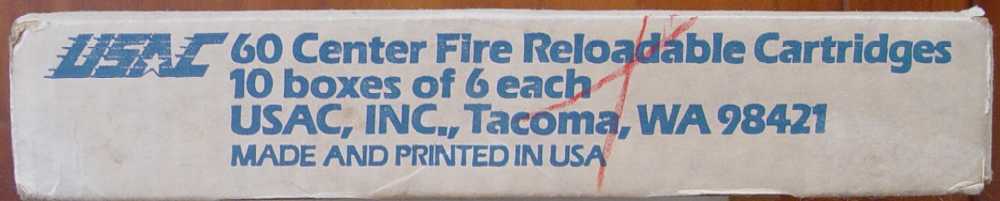 USAC 60 Center Fire Reloadable Cartridges
10 boxes of 6 each
USAC, INC., Tacoma, WA 98421
MADE AND PRINTED IN USA